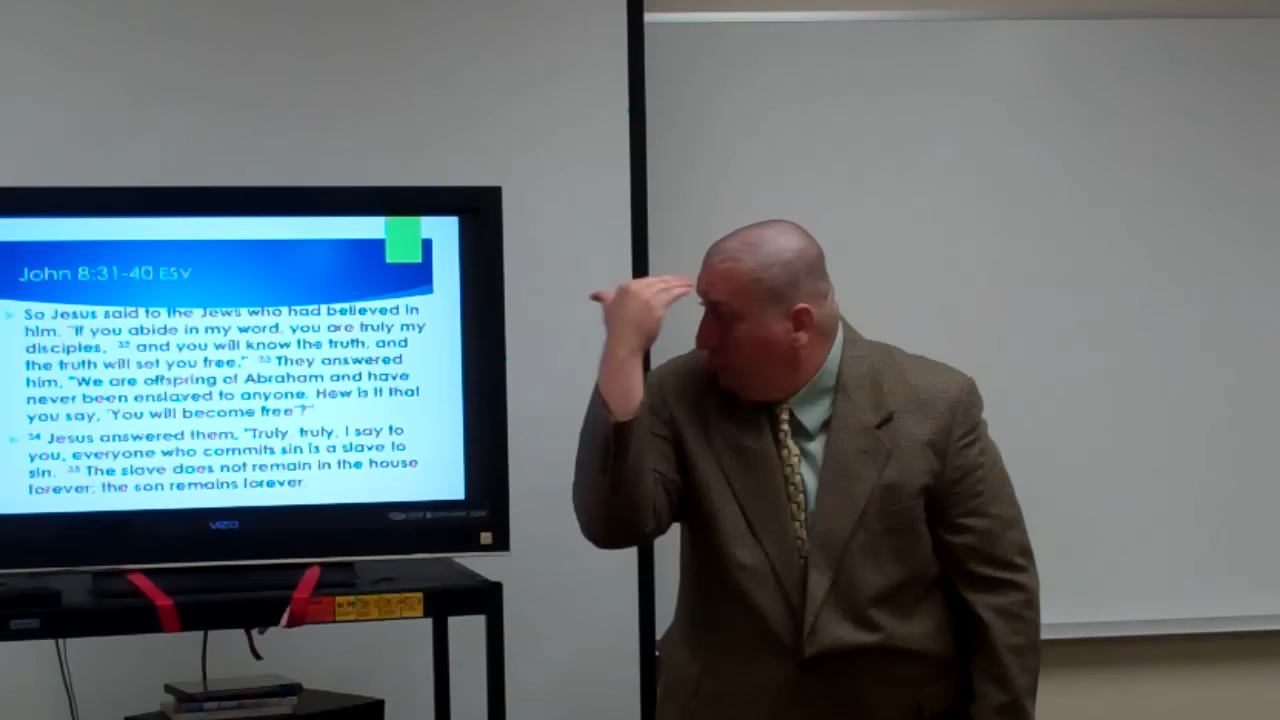 John 8:31-40 ESV
So Jesus said to the Jews who had believed in
him, "If you abide in my word, you are truly my
disciples, 32 and you will know the truth, and
the truth will set you free." 33 They answered
him, "We are offspring of Abraham and have
never been enslaved to anyone. How is it that
you say, 'You will become free'?"
34 Jesus answered them, "Truly, truly, I say to
you, everyone who commits sin is a slave to
sin. 35 The slave does not remain in the house
forever; the son remains forever.
VIZIO